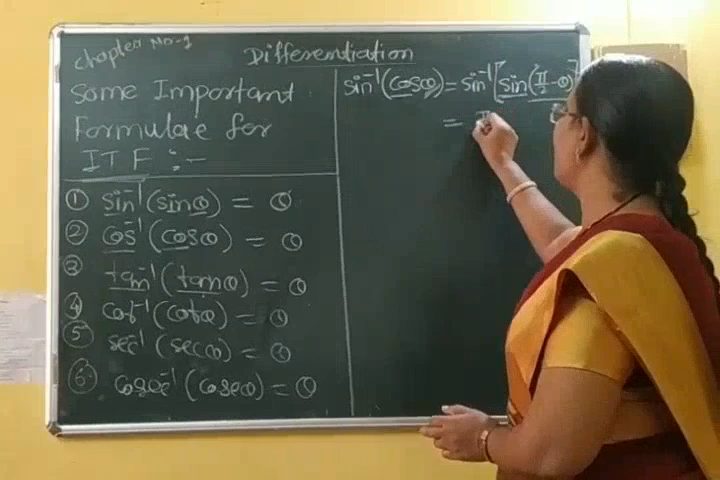 Chapter No-1
Differentiation
Some Important
Formulae for
ITF :-
① sin⁻¹(sinθ) = θ
② cos⁻¹(cosθ) = θ
③ tan⁻¹(tanθ) = θ
④ cot⁻¹(cotθ) = θ
⑤ sec⁻¹(secθ) = θ
⑥ cosec⁻¹(cosecθ) = θ
sin⁻¹(cosθ) = sin⁻¹[sin(π/2-θ)]
=